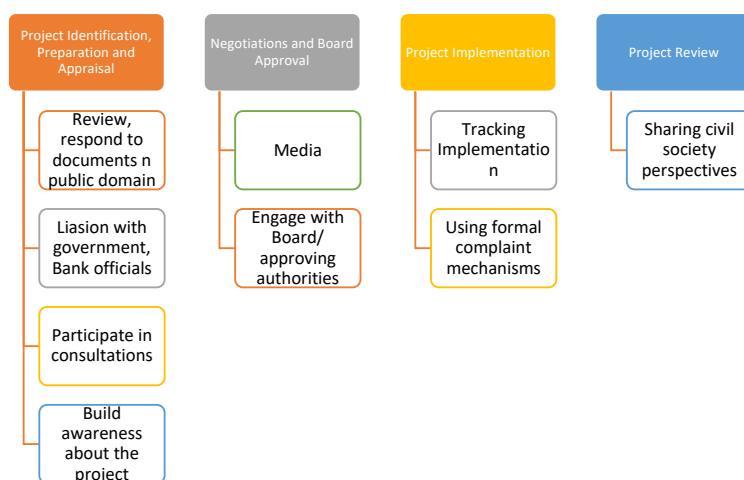 Project Identification,
Preparation and
Appraisal
Review,
respond to
documents n
public domain
Liasion with
government,
Bank officials
Participate in
consultations
Build
awareness
about the
project
Negotiations and Board
Approval
Media
Engage with
Board/
approving
authorities
Project Implementation
Tracking
Implementatio
n
Using formal
complaint
mechanisms
Project Review
Sharing civil
society
perspectives